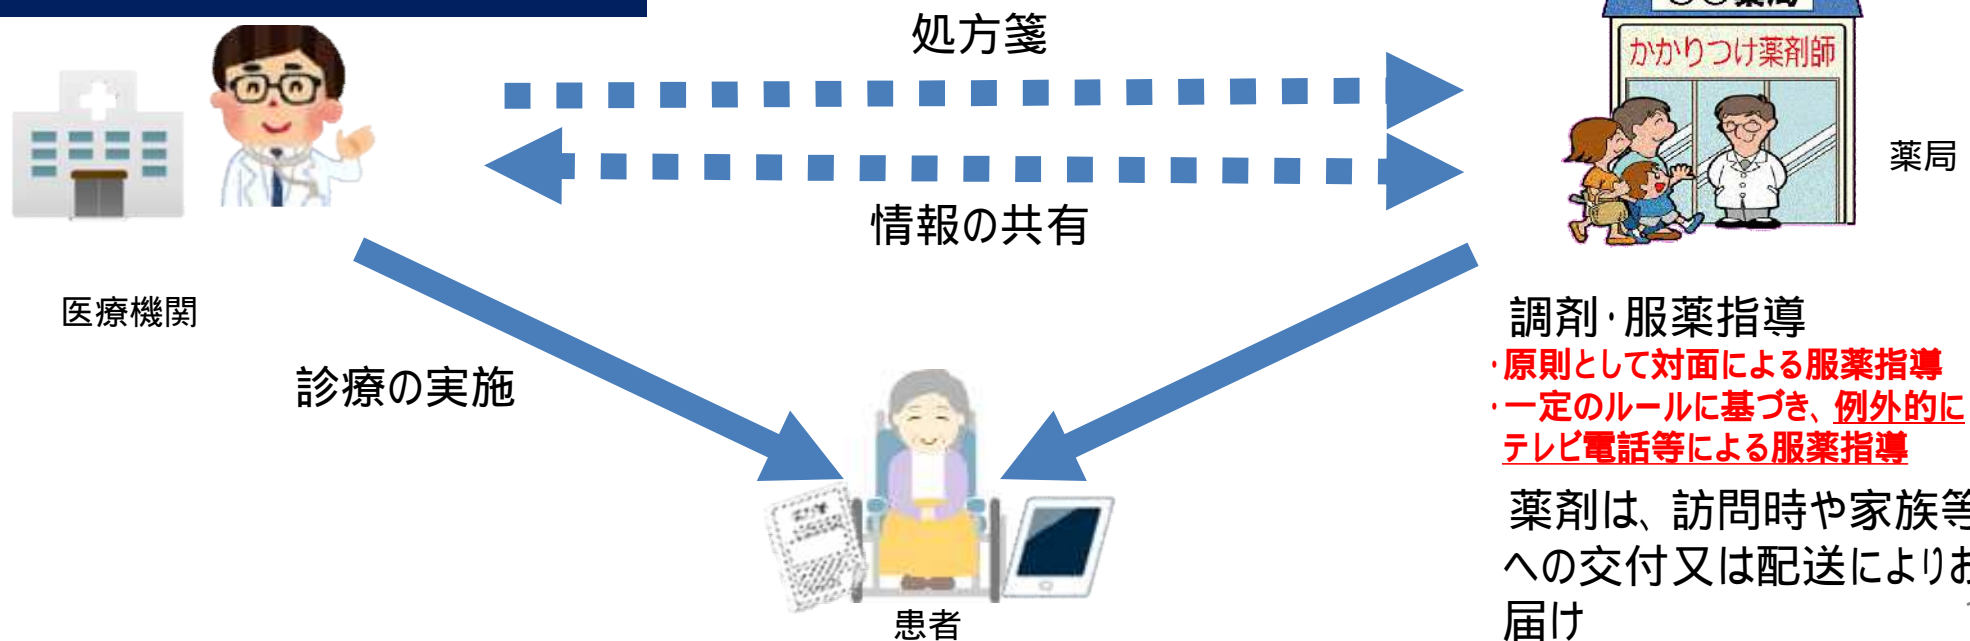 処方箋
薬局
かかりつけ薬剤師
薬局
情報の共有
医療機関
診療の実施
調剤・服薬指導
・原則として対面による服薬指導
・一定のルールに基づき、例外的に
テレビ電話等による服薬指導
薬剤は、訪問時や家族等
への交付又は配送によりお
届け
患者